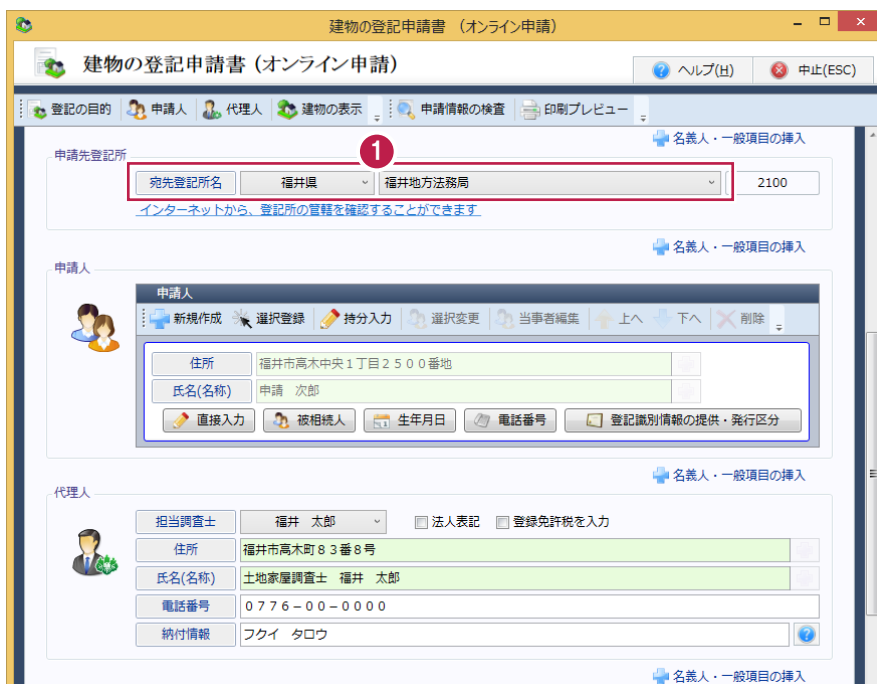 建物の登記申請書 （オンライン申請）
建物の登記申請書（オンライン申請）
ヘルプ(H) 中止(ESC)
登記の目的 申請人 代理人 建物の表示 申請情報の検査 印刷プレビュー
名義人・一般項目の挿入
申請先登記所
1
宛先登記所名 福井県 福井地方法務局 2100
インターネットから、登記所の管轄を確認することができます
名義人・一般項目の挿入
申請人
申請人
新規作成 選択登録 持分入力 選択変更 当事者編集 上へ 下へ 削除
住所 福井市高木中央１丁目２５００番地
氏名(名称) 申請　次郎
直接入力 被相続人 生年月日 電話番号 登記識別情報の提供・発行区分
名義人・一般項目の挿入
代理人
担当調査士 福井　太郎 法人表記 登録免許税を入力
住所 福井市高木町８３番８号
氏名(名称) 土地家屋調査士　福井　太郎
電話番号 ０７７６－００－００００
納付情報 フクイ　タロウ
名義人・一般項目の挿入